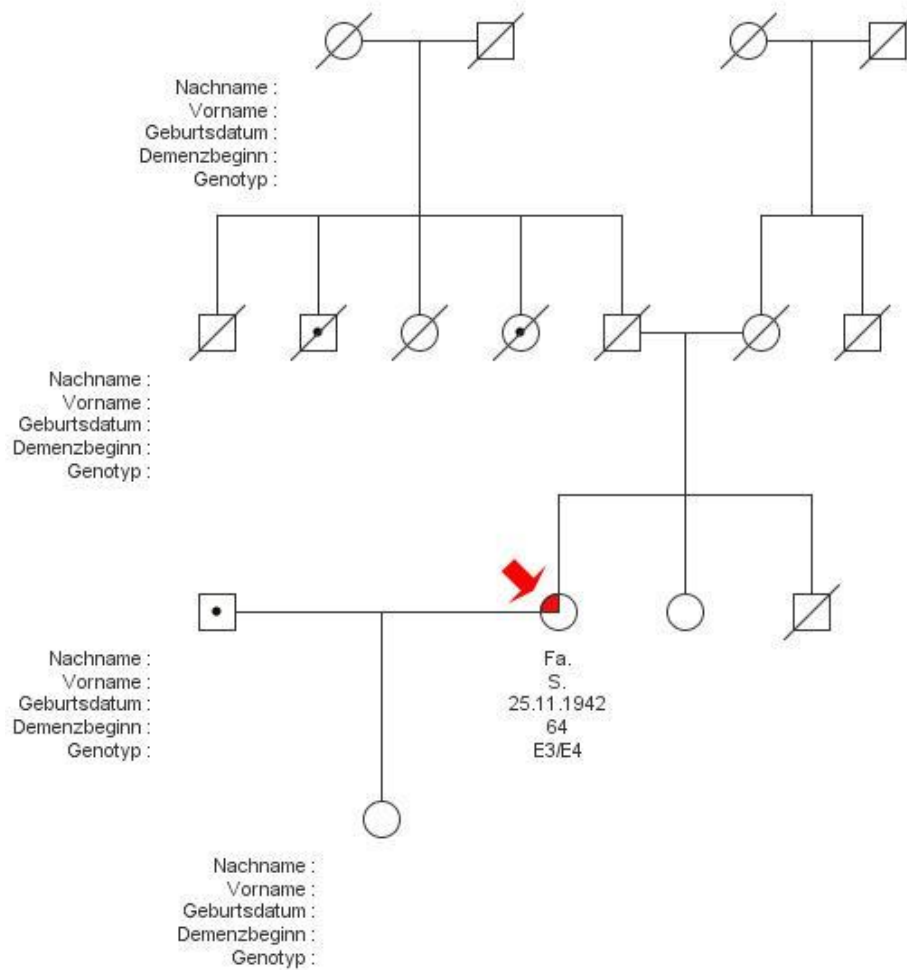 Nachname :
Vorname :
Geburtsdatum :
Demenzbeginn :
Genotyp :
Nachname :
Vorname :
Geburtsdatum :
Demenzbeginn :
Genotyp :
Nachname : Fa.
Vorname : S.
Geburtsdatum : 25.11.1942
Demenzbeginn : 64
Genotyp : E3/E4
Nachname :
Vorname :
Geburtsdatum :
Demenzbeginn :
Genotyp :